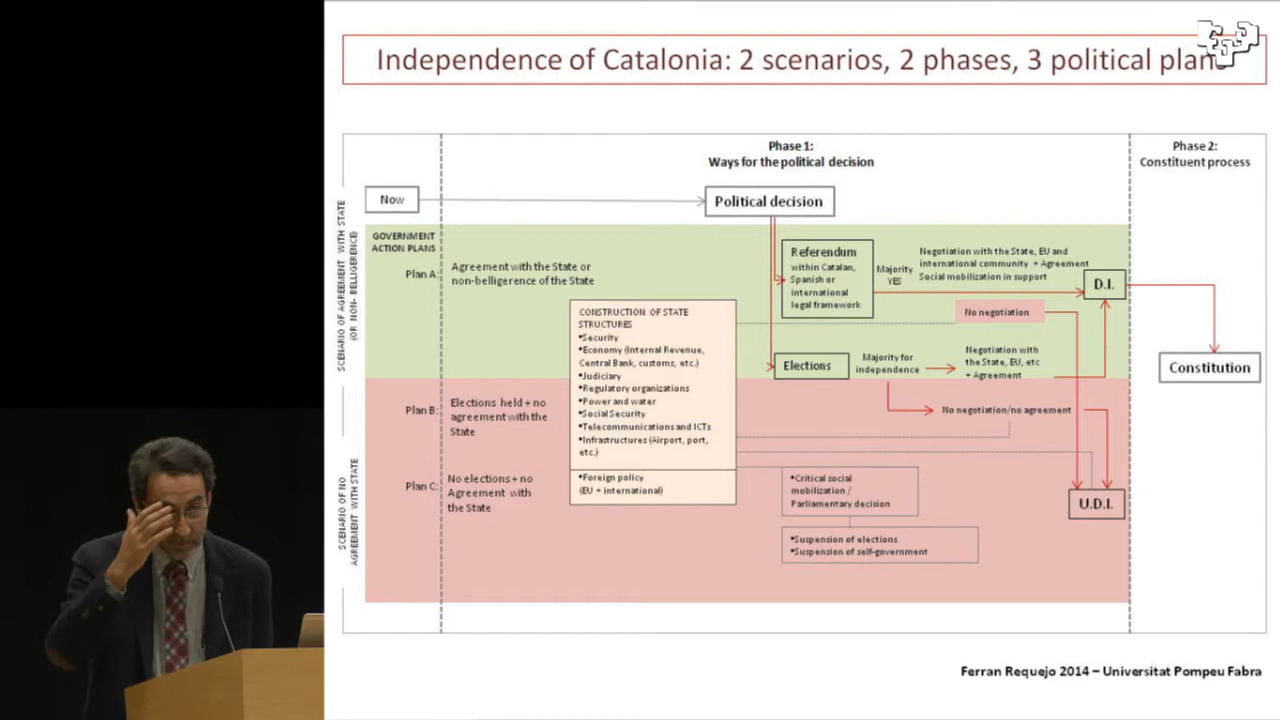 Independence of Catalonia: 2 scenarios, 2 phases, 3 political plans
Phase 1:
Ways for the political decision
Phase 2:
Constituent process
Now
Political decision
SCENARIO OF AGREEMENT WITH STATE
(OR NON- BELLIGERENCE)
GOVERNMENT
ACTION PLANS
Plan A:
Agreement with the State or
non-belligerence of the State
Referendum
within Catalan,
Spanish or
international
legal framework
Majority
YES
Negotiation with the State, EU and
international community + Agreement
Social mobilization in support
D.I.
No negotiation
CONSTRUCTION OF STATE
STRUCTURES
•Security
•Economy (Internal Revenue,
Central Bank, customs, etc.)
•Judiciary
•Regulatory organizations
•Power and water
•Social Security
•Telecommunications and ICTs
•Infrastructures (Airport, port,
etc.)
•Foreign policy
(EU + international)
Elections
Majority for
independence
Negotiation with
the State, EU, etc
+ Agreement
Constitution
SCENARIO OF NO
AGREEMENT WITH STATE
Plan B:
Elections held + no
agreement with the
State
No negotiation/no agreement
Plan C:
No elections + no
Agreement with
the State
•Critical social
mobilization /
Parliamentary decision
U.D.I.
•Suspension of elections
•Suspension of self-government
Ferran Requejo 2014 – Universitat Pompeu Fabra